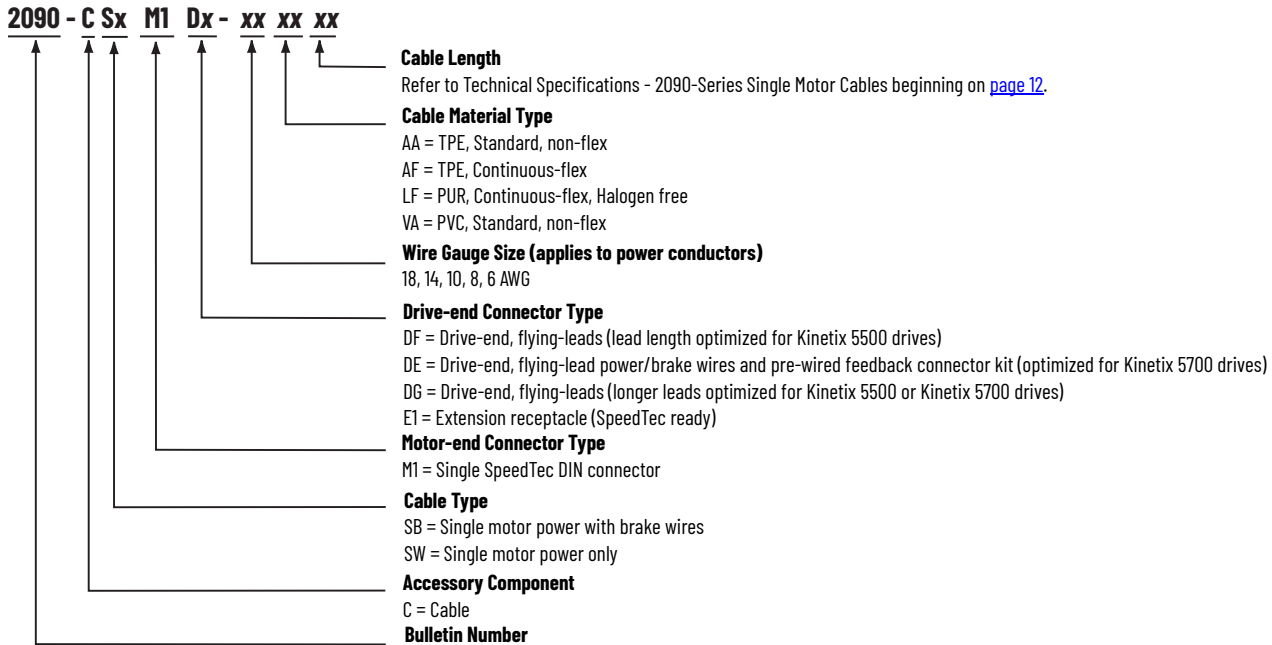 2090 - C Sx M1 Dx - xx xx xx
Cable Length
Refer to Technical Specifications - 2090-Series Single Motor Cables beginning on page 12.
Cable Material Type
AA = TPE, Standard, non-flex
AF = TPE, Continuous-flex
LF = PUR, Continuous-flex, Halogen free
VA = PVC, Standard, non-flex
Wire Gauge Size (applies to power conductors)
18, 14, 10, 8, 6 AWG
Drive-end Connector Type
DF = Drive-end, flying-leads (lead length optimized for Kinetix 5500 drives)
DE = Drive-end, flying-lead power/brake wires and pre-wired feedback connector kit (optimized for Kinetix 5700 drives)
DG = Drive-end, flying-leads (longer leads optimized for Kinetix 5500 or Kinetix 5700 drives)
E1 = Extension receptacle (SpeedTec ready)
Motor-end Connector Type
M1 = Single SpeedTec DIN connector
Cable Type
SB = Single motor power with brake wires
SW = Single motor power only
Accessory Component
C = Cable
Bulletin Number